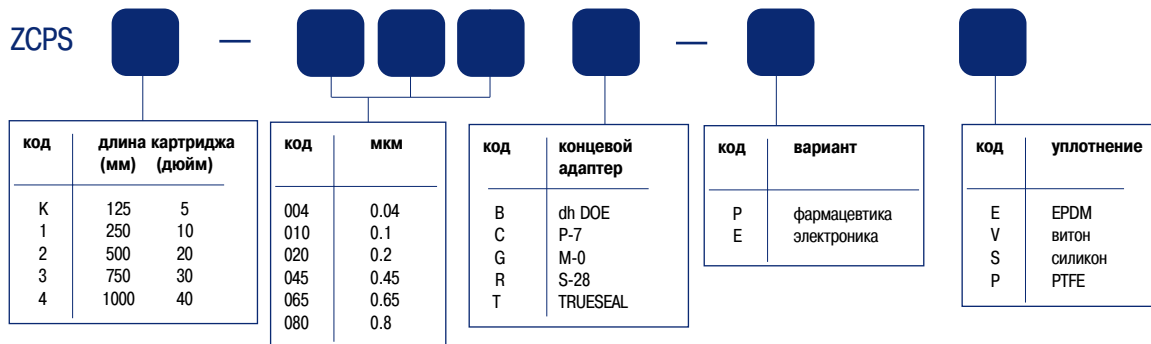 ZCPS — —
код длина картриджа
(мм) (дюйм)
K 125 5
1 250 10
2 500 20
3 750 30
4 1000 40
код мкм
004 0.04
010 0.1
020 0.2
045 0.45
065 0.65
080 0.8
код концевой
адаптер
B dh DOE
C P-7
G M-0
R S-28
T TRUESEAL
код вариант
P фармацевтика
E электроника
код уплотнение
E EPDM
V витон
S силикон
P PTFE